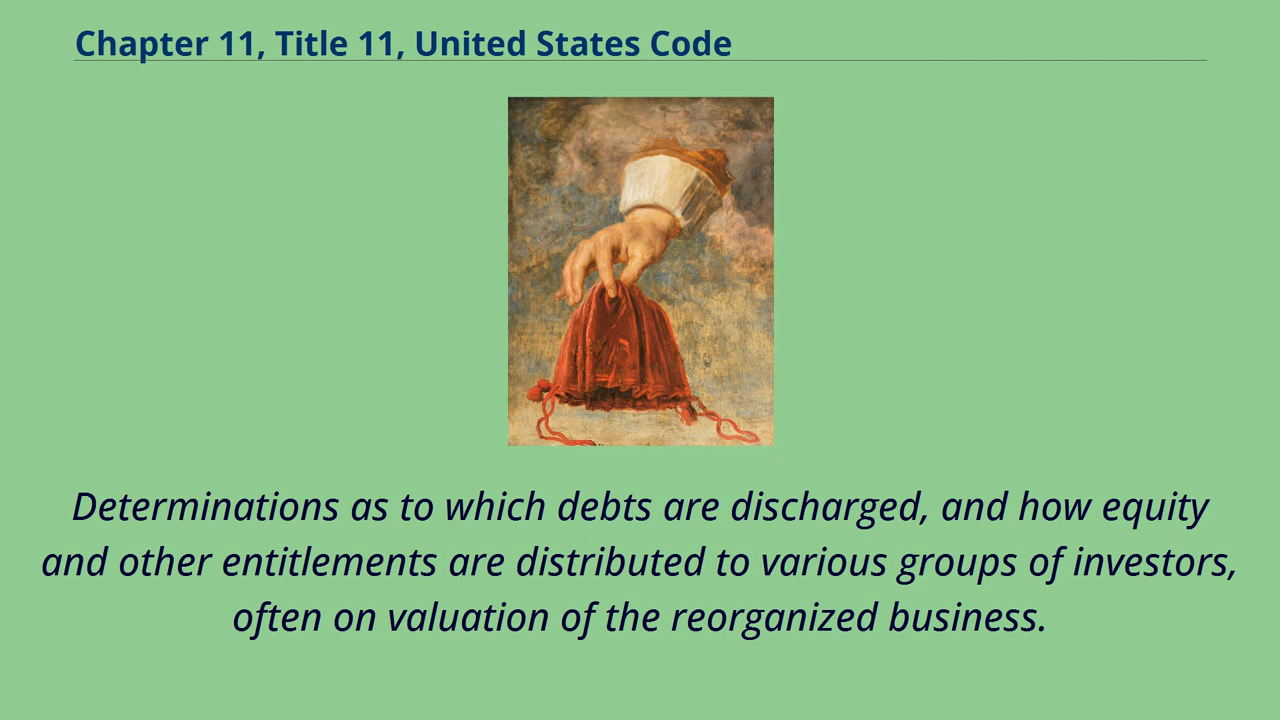 Chapter 11, Title 11, United States Code
Determinations as to which debts are discharged, and how equity
and other entitlements are distributed to various groups of investors,
often on valuation of the reorganized business.